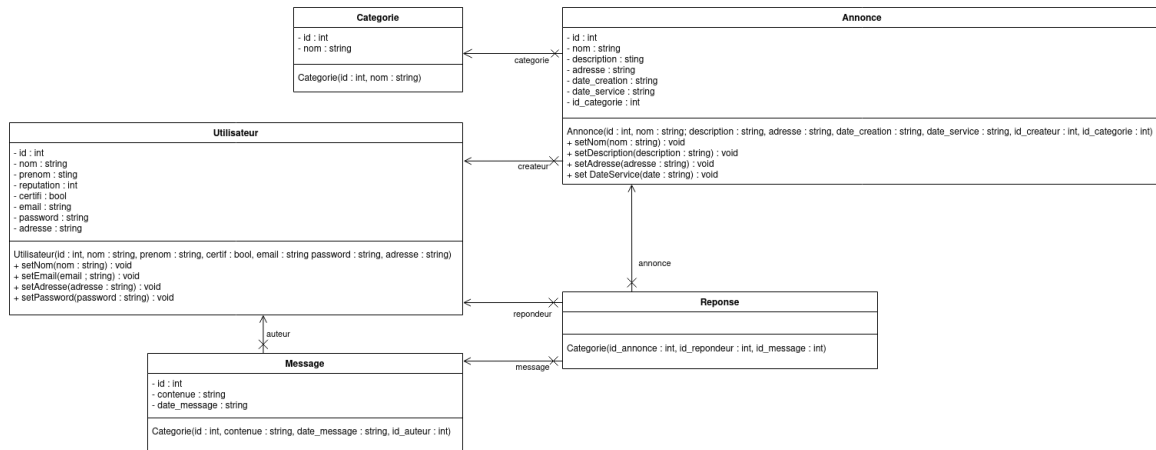 Categorie
- id : int
- nom : string
Categorie(id : int, nom : string)
Annonce
- id : int
- nom : string
- description : sting
- adresse : string
- date_creation : string
- date_service : string
- id_categorie : int
Annonce(id : int, nom : string; description : string, adresse : string, date_creation : string, date_service : string, id_createur : int, id_categorie : int)
+ setNom(nom : string) : void
+ setDescription(description : string) : void
+ setAdresse(adresse : string) : void
+ set DateService(date : string) : void
categorie
Utilisateur
- id : int
- nom : string
- prenom : sting
- reputation : int
- certifi : bool
- email : string
- password : string
- adresse : string
Utilisateur(id : int, nom : string, prenom : string, certif : bool, email : string password : string, adresse : string)
+ setNom(nom : string) : void
+ setEmail(email ; string) : void
+ setAdresse(adresse : string) : void
+ setPassword(password : string) : void
createur
annonce
Reponse
Categorie(id_annonce : int, id_repondeur : int, id_message : int)
repondeur
auteur
message
Message
- id : int
- contenue : string
- date_message : string
Categorie(id : int, contenue : string, date_message : string, id_auteur : int)